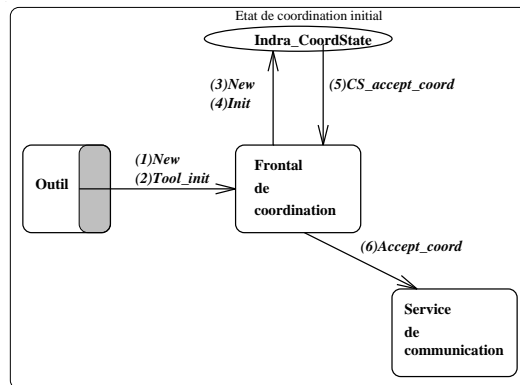 Etat de coordination initial
Indra_CoordState
(3)New
(4)Init
(5)CS_accept_coord
(1)New
(2)Tool_init
Outil
Frontal
de
coordination
(6)Accept_coord
Service
de
communication